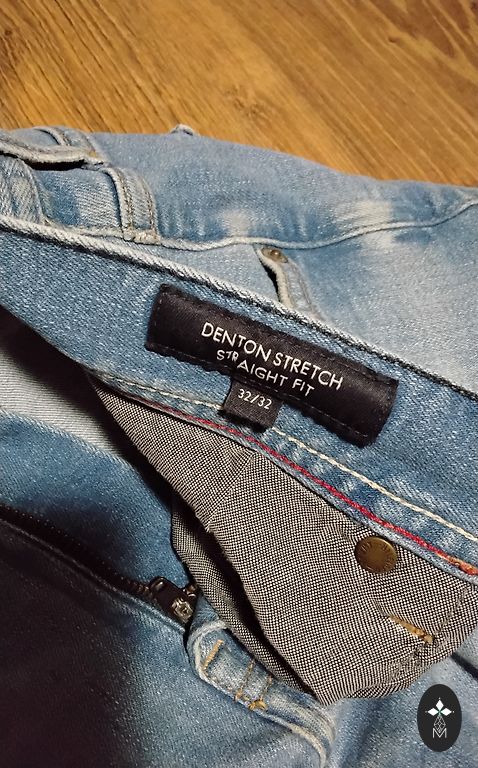 DENTON STRETCH
STRAIGHT FIT
32/32
M